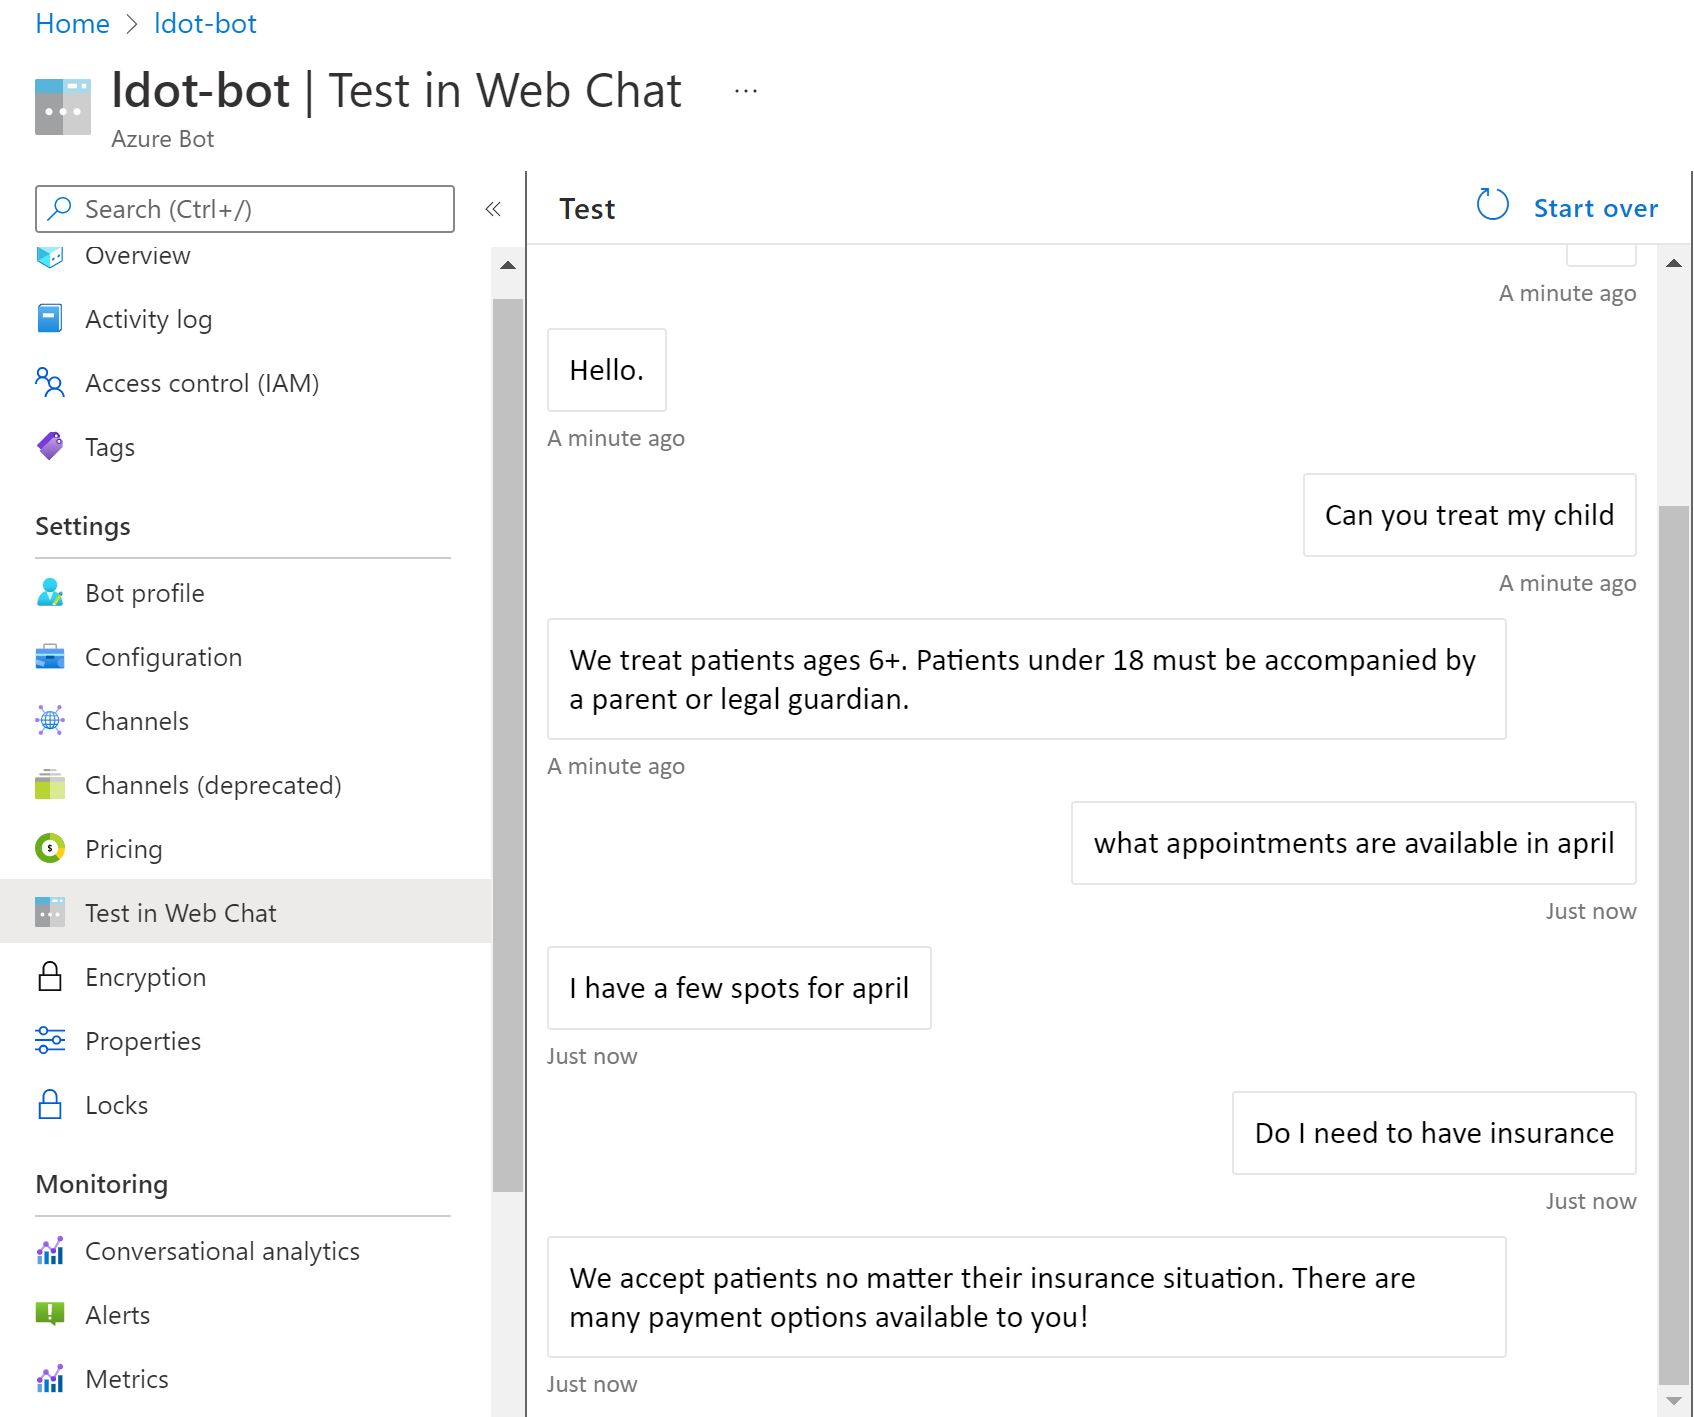 Home > ldot-bot
ldot-bot | Test in Web Chat ...
Azure Bot
Search (Ctrl+/)
«
Overview
Activity log
Access control (IAM)
Tags
Settings
Bot profile
Configuration
Channels
Channels (deprecated)
Pricing
Test in Web Chat
Encryption
Properties
Locks
Monitoring
Conversational analytics
Alerts
Metrics
Test
Start over
A minute ago
Hello.
A minute ago
Can you treat my child
A minute ago
We treat patients ages 6+. Patients under 18 must be accompanied by
a parent or legal guardian.
A minute ago
what appointments are available in april
Just now
I have a few spots for april
Just now
Do I need to have insurance
Just now
We accept patients no matter their insurance situation. There are
many payment options available to you!
Just now